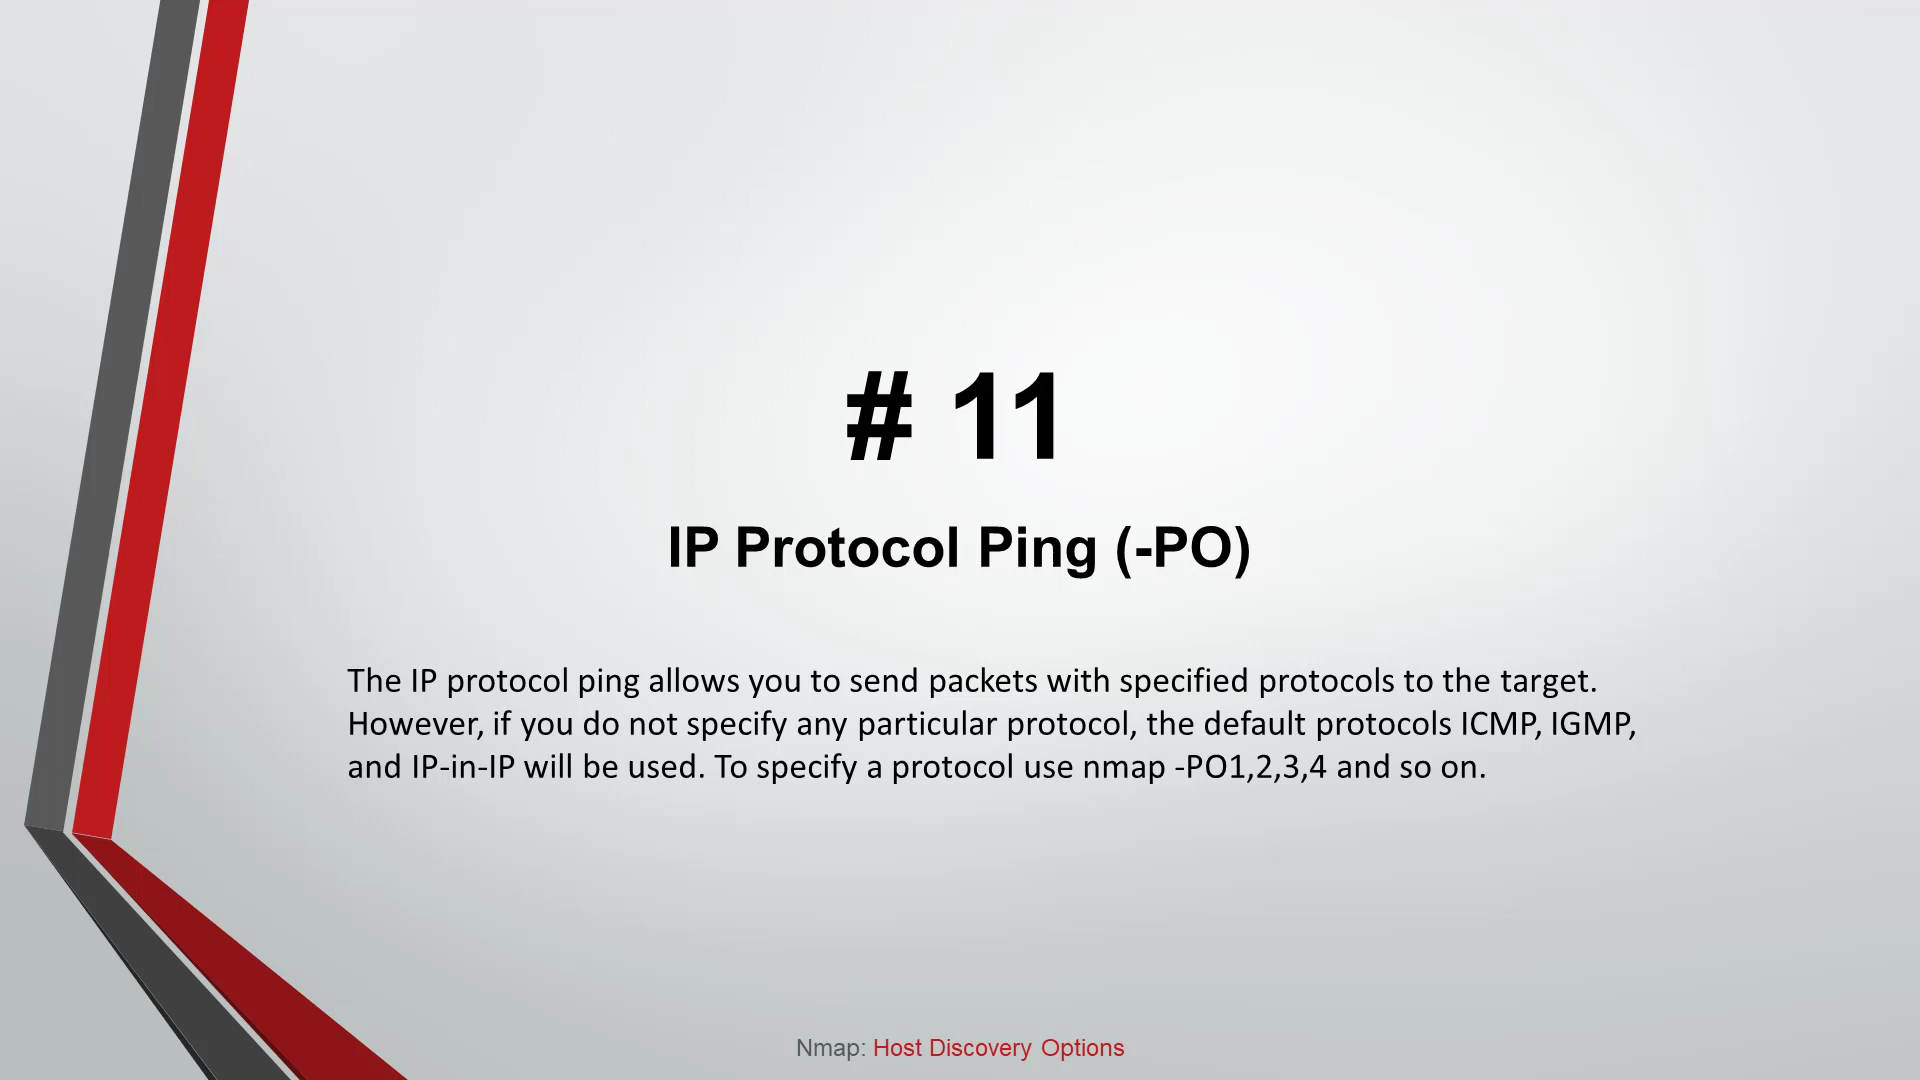 # 11
IP Protocol Ping (-PO)
The IP protocol ping allows you to send packets with specified protocols to the target.
However, if you do not specify any particular protocol, the default protocols ICMP, IGMP,
and IP-in-IP will be used. To specify a protocol use nmap -PO1,2,3,4 and so on.
Nmap: Host Discovery Options